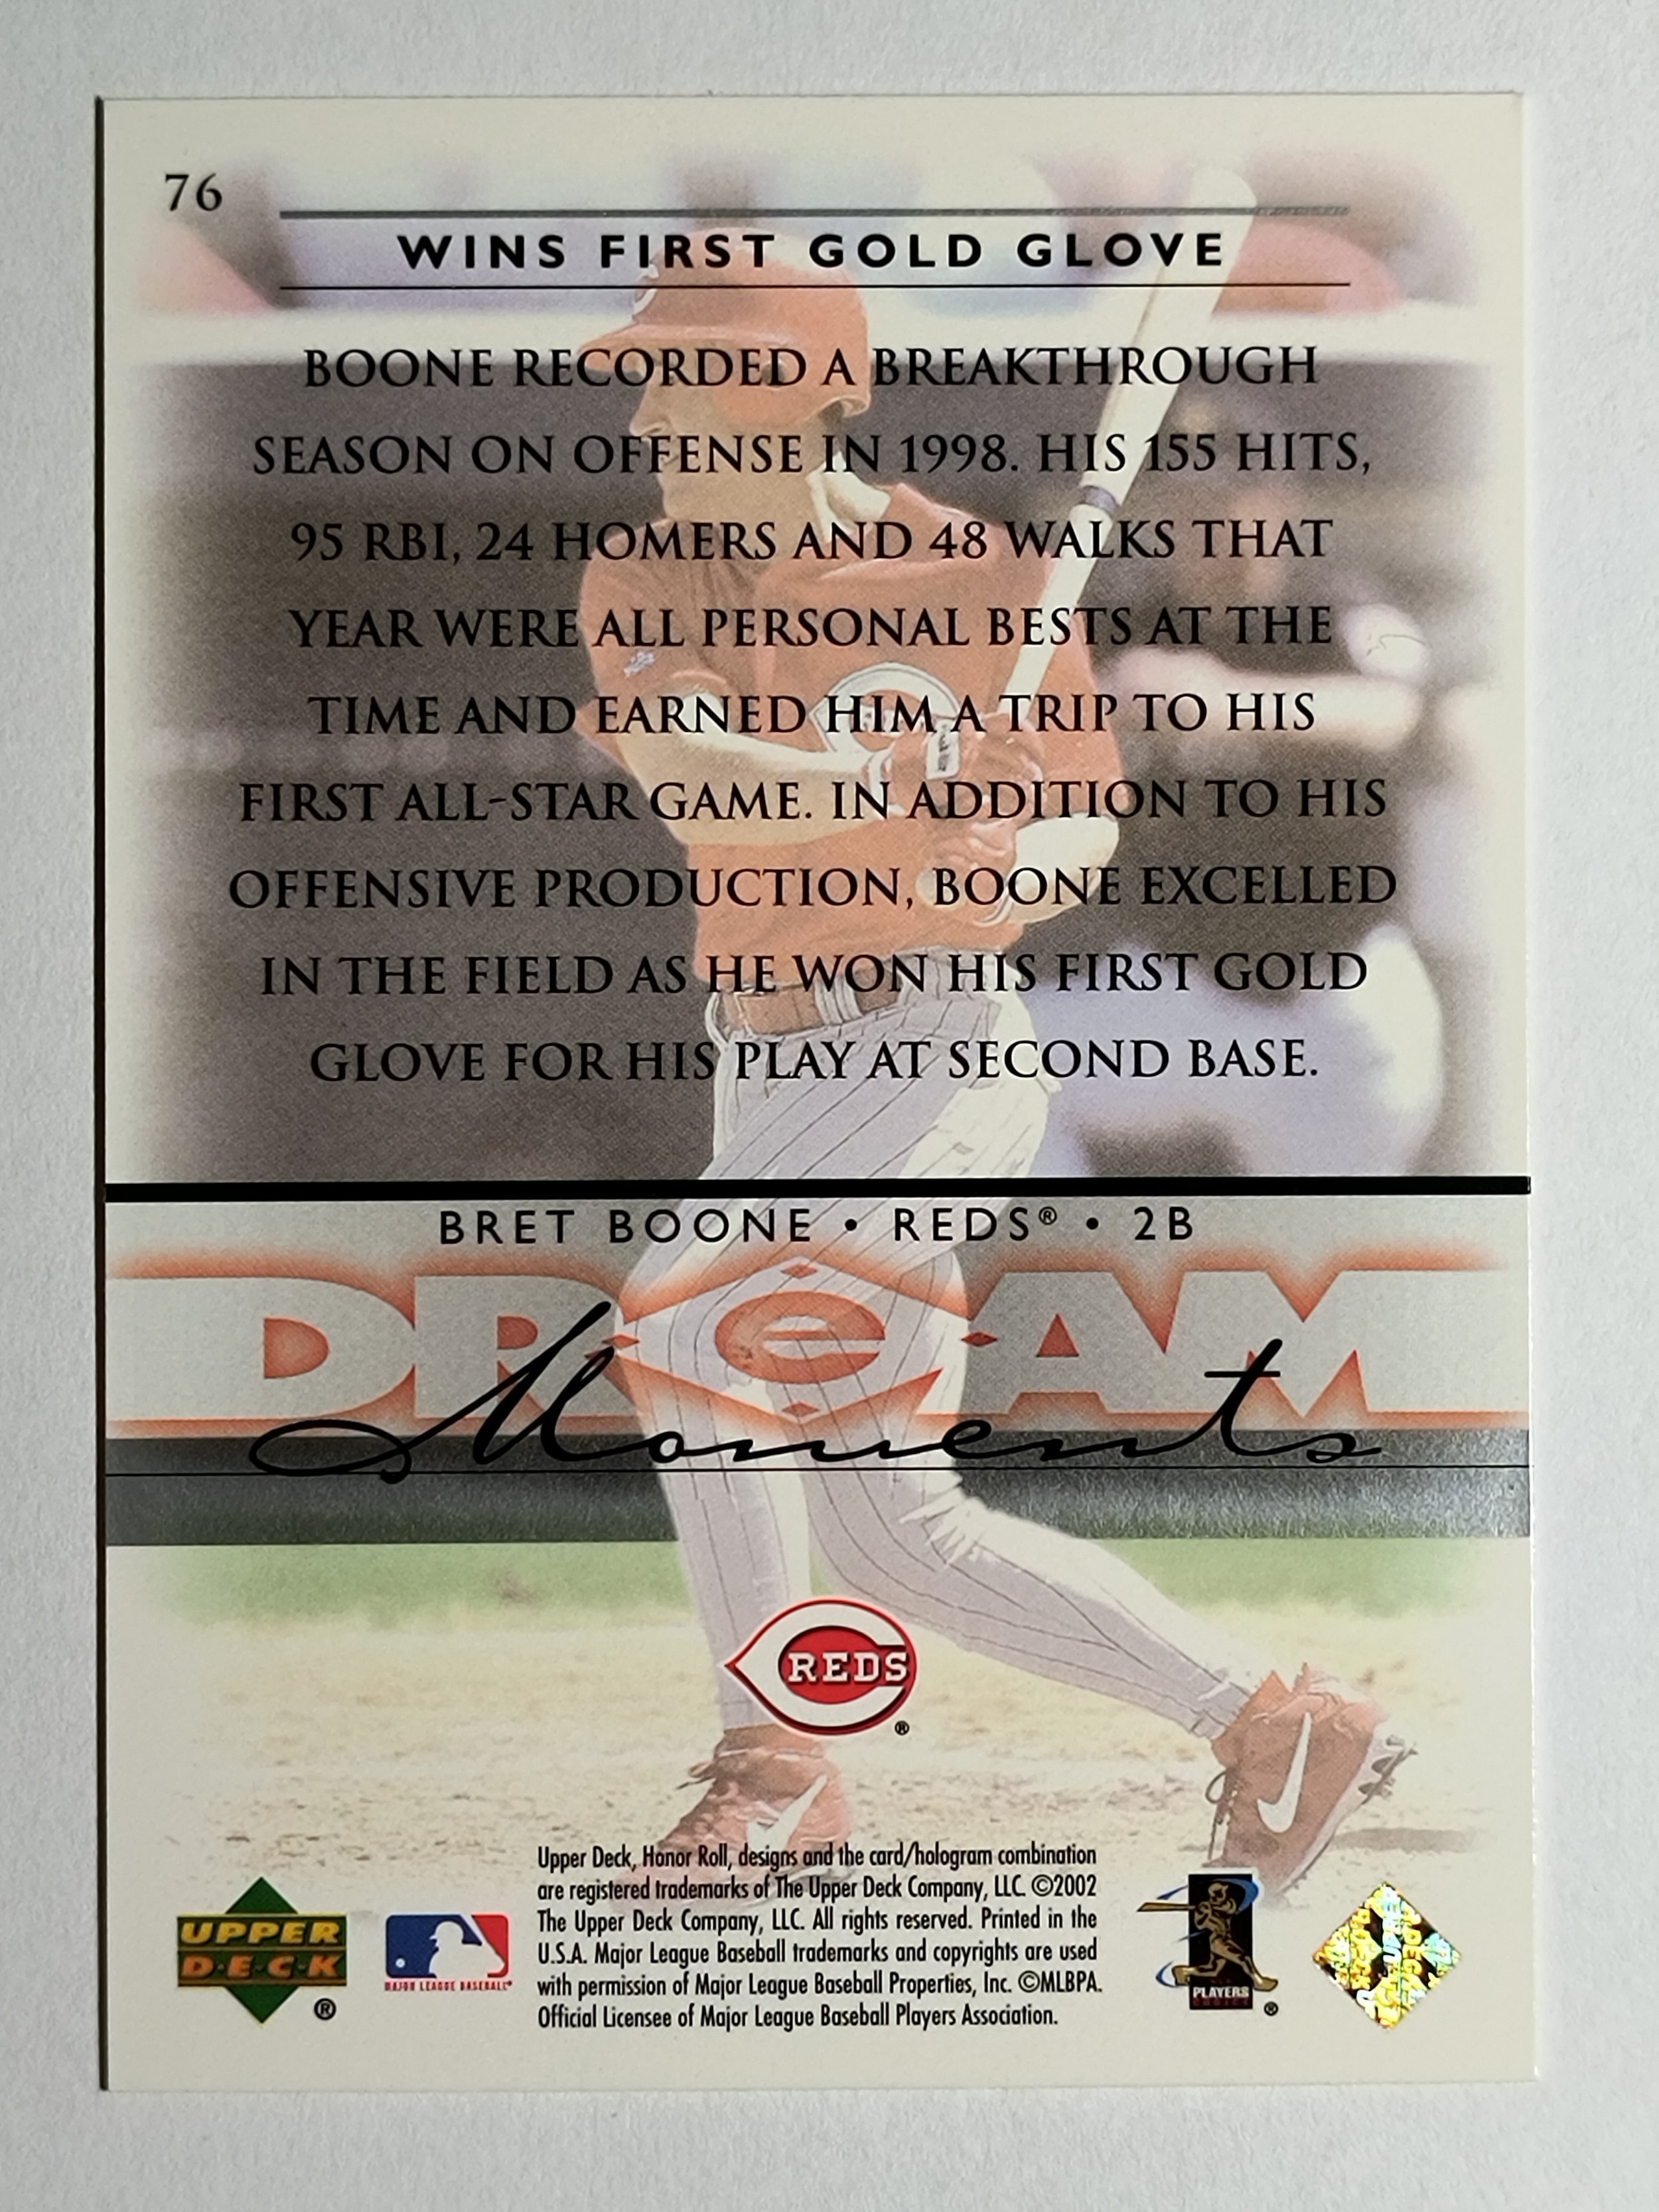 76
WINS FIRST GOLD GLOVE
BOONE RECORDED A BREAKTHROUGH
SEASON ON OFFENSE IN 1998. HIS 155 HITS,
95 RBI, 24 HOMERS AND 48 WALKS THAT
YEAR WERE ALL PERSONAL BESTS AT THE
TIME AND EARNED HIM A TRIP TO HIS
FIRST ALL-STAR GAME. IN ADDITION TO HIS
OFFENSIVE PRODUCTION, BOONE EXCELLED
IN THE FIELD AS HE WON HIS FIRST GOLD
GLOVE FOR HIS PLAY AT SECOND BASE.
BRET BOONE • REDS® • 2B
DReAM
Moments
REDS
®
Upper Deck, Honor Roll, designs and the card/hologram combination
are registered trademarks of The Upper Deck Company, LLC. ©2002
The Upper Deck Company, LLC. All rights reserved. Printed in the
U.S.A. Major League Baseball trademarks and copyrights are used
with permission of Major League Baseball Properties, Inc. ©MLBPA.
Official Licensee of Major League Baseball Players Association.
UPPER
D·E·C·K
®
MAJOR LEAGUE BASEBALL®
PLAYERS
CHOICE
®